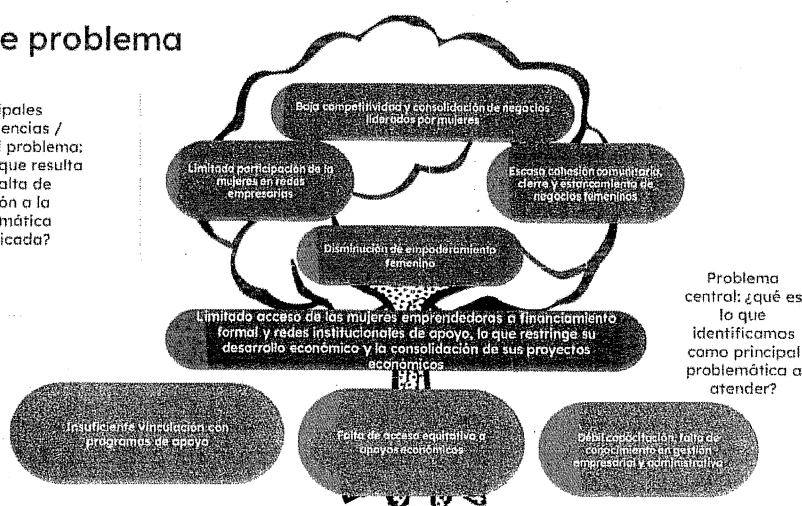 e problema
ipales
encias /
l problema:
que resulta
alta de
ón a la
mática
icada?
Baja competitividad y consolidación de negocios
liderados por mujeres
Limitada participación de la
mujeres en redes
empresarias
Escasa cohesión comunitaria,
cierre y estancamiento de
negocios femeninos
Disminución de empoderamiento
femenino
Limitado acceso de las mujeres emprendedoras a financiamiento
formal y redes institucionales de apoyo, lo que restringe su
desarrollo económico y la consolidación de sus proyectos
económicos
Problema
central: ¿qué es
lo que
identificamos
como principal
problemática a
atender?
Insuficiente vinculación con
programas de apoyo
Falta de acceso equitativo a
apoyos económicos
Débil capacitación, falta de
conocimiento en gestión
empresarial y administrativa